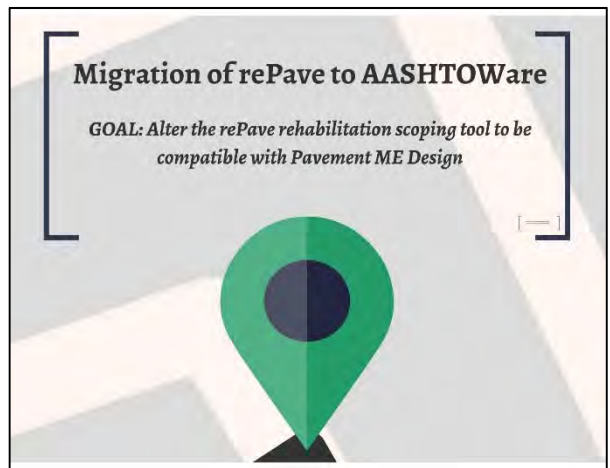 Migration of rePave to AASHTOWare
GOAL: Alter the rePave rehabilitation scoping tool to be
compatible with Pavement ME Design